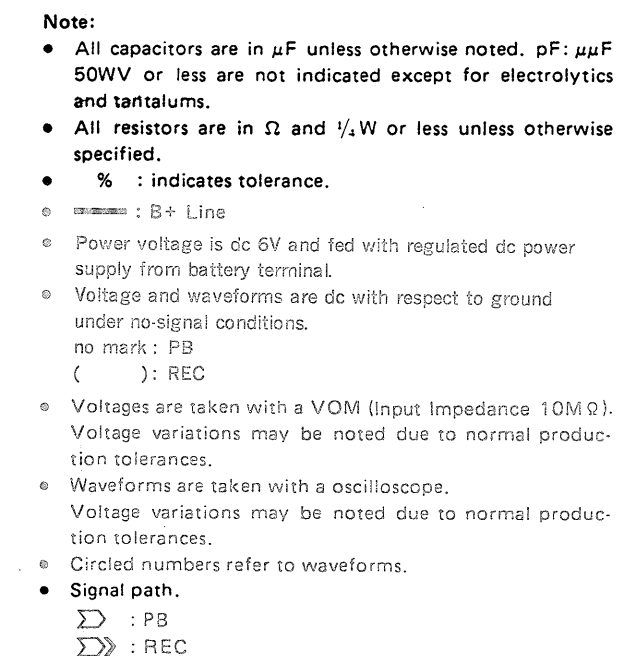 Note:
• All capacitors are in μF unless otherwise noted. pF: μμF
50WV or less are not indicated except for electrolytics
and tantalums.
• All resistors are in Ω and ¼W or less unless otherwise
specified.
• % : indicates tolerance.
• : B+ Line
• Power voltage is dc 6V and fed with regulated dc power
supply from battery terminal.
• Voltage and waveforms are dc with respect to ground
under no-signal conditions.
no mark : PB
( ): REC
• Voltages are taken with a VOM (Input Impedance 10MΩ).
Voltage variations may be noted due to normal produc-
tion tolerances.
• Waveforms are taken with a oscilloscope.
Voltage variations may be noted due to normal produc-
tion tolerances.
• Circled numbers refer to waveforms.
• Signal path.
: PB
: REC